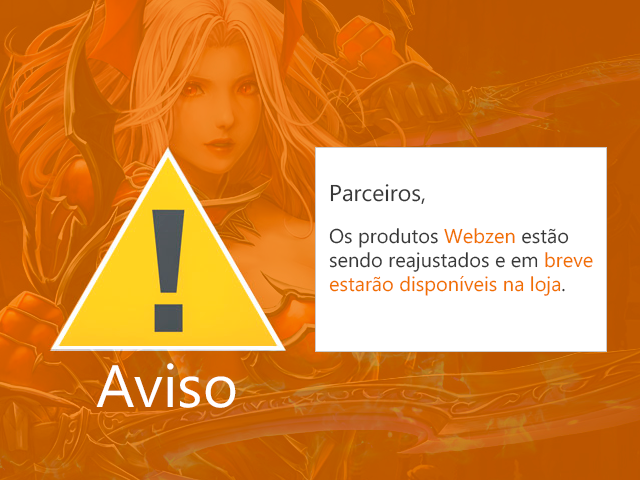 Parceiros,
Os produtos Webzen estão
sendo reajustados e em breve
estarão disponíveis na loja.
!
Aviso